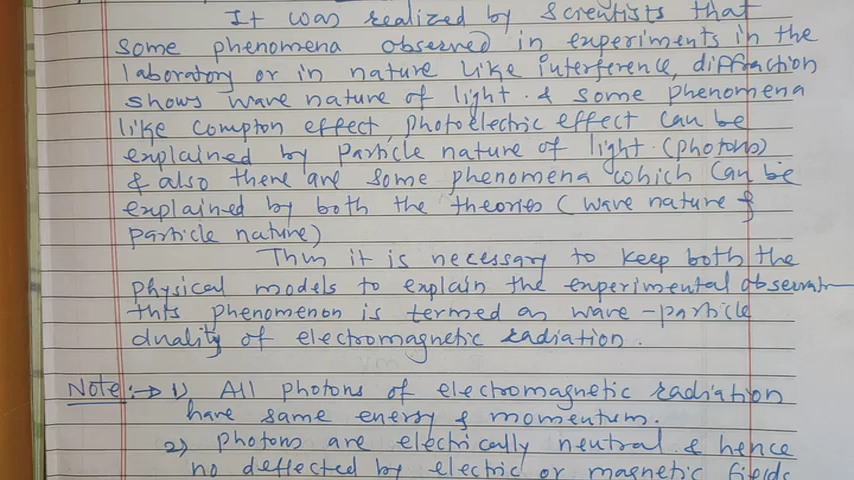 It was realized by scientists that
some phenomena observed in experiments in the
laboratory or in nature like interference, diffraction
shows wave nature of light. & some phenomena
like Compton effect, photoelectric effect can be
explained by particle nature of light. (photons)
& also there are some phenomena which can be
explained by both the theories (wave nature &
particle nature)
Thus it is necessary to keep both the
physical models to explain the experimental observat
this phenomenon is termed as wave-particle
duality of electromagnetic radiation.
Note:→ 1) All photons of electromagnetic radiation
have same energy & momentum.
2) photons are electrically neutral & hence
no deflected by electric or magnetic fields